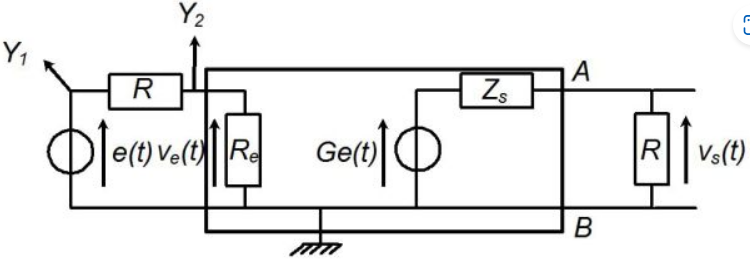 Y₂
Y₁
R
Zₛ
A
e(t)
vₑ(t)
Rₑ
Ge(t)
R
vₛ(t)
B